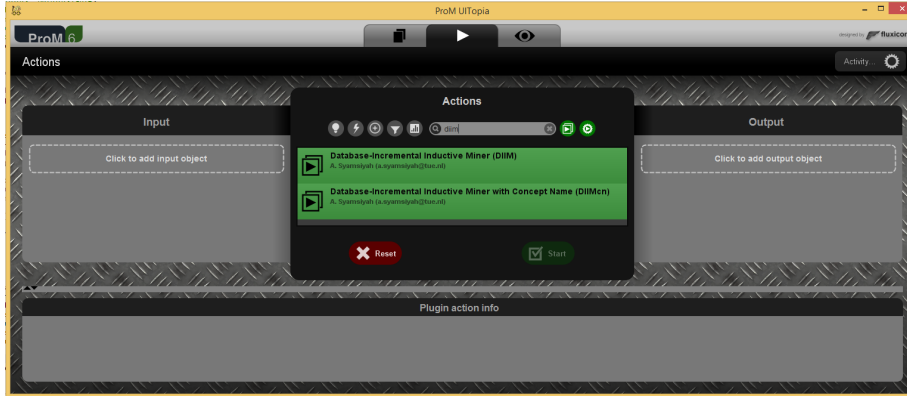 ProM UITopia
ProM 6
designed by fluxicon
Actions
Activity...
Actions
Input
Output
diim
Click to add input object
Click to add output object
Database-Incremental Inductive Miner (DIIM)
A. Syamsiyah (a.syamsiyah@tue.nl)
Database-Incremental Inductive Miner with Concept Name (DIIMcn)
A. Syamsiyah (a.syamsiyah@tue.nl)
Reset
Start
Plugin action info